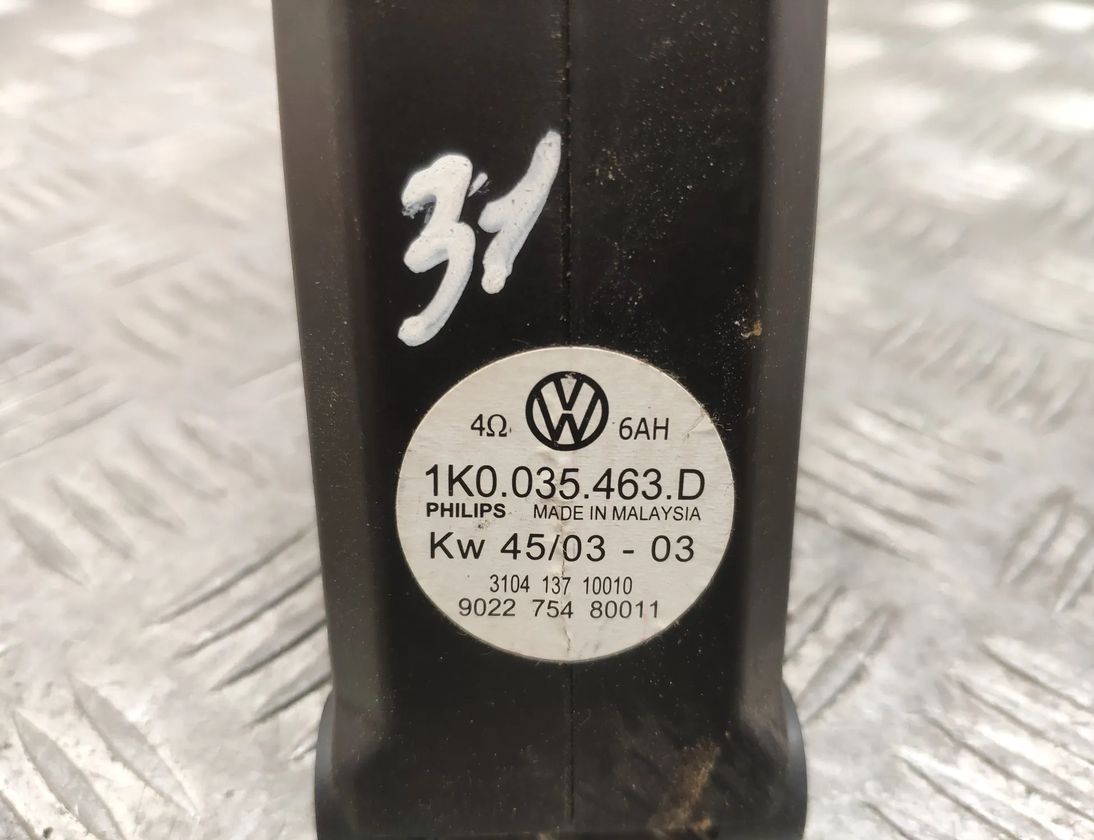 31
4Ω VW 6AH
1K0.035.463.D
PHILIPS MADE IN MALAYSIA
Kw 45/03 - 03
3104 137 10010
9022 754 80011